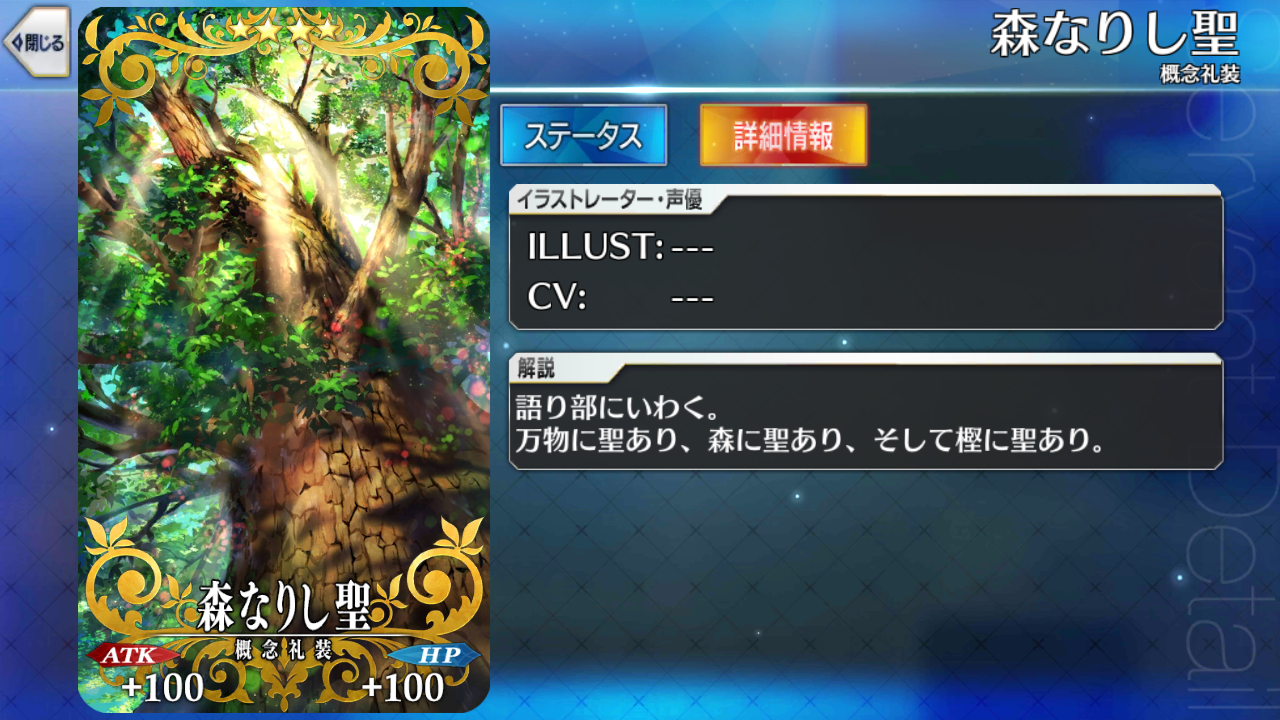 閉じる
森なりし聖
概念礼装
ステータス
詳細情報
イラストレーター・声優
ILLUST: ---
CV: ---
解説
語り部にいわく。
万物に聖あり、森に聖あり、そして樫に聖あり。
森なりし聖
概念礼装
ATK HP
+100 +100
ervant Detail